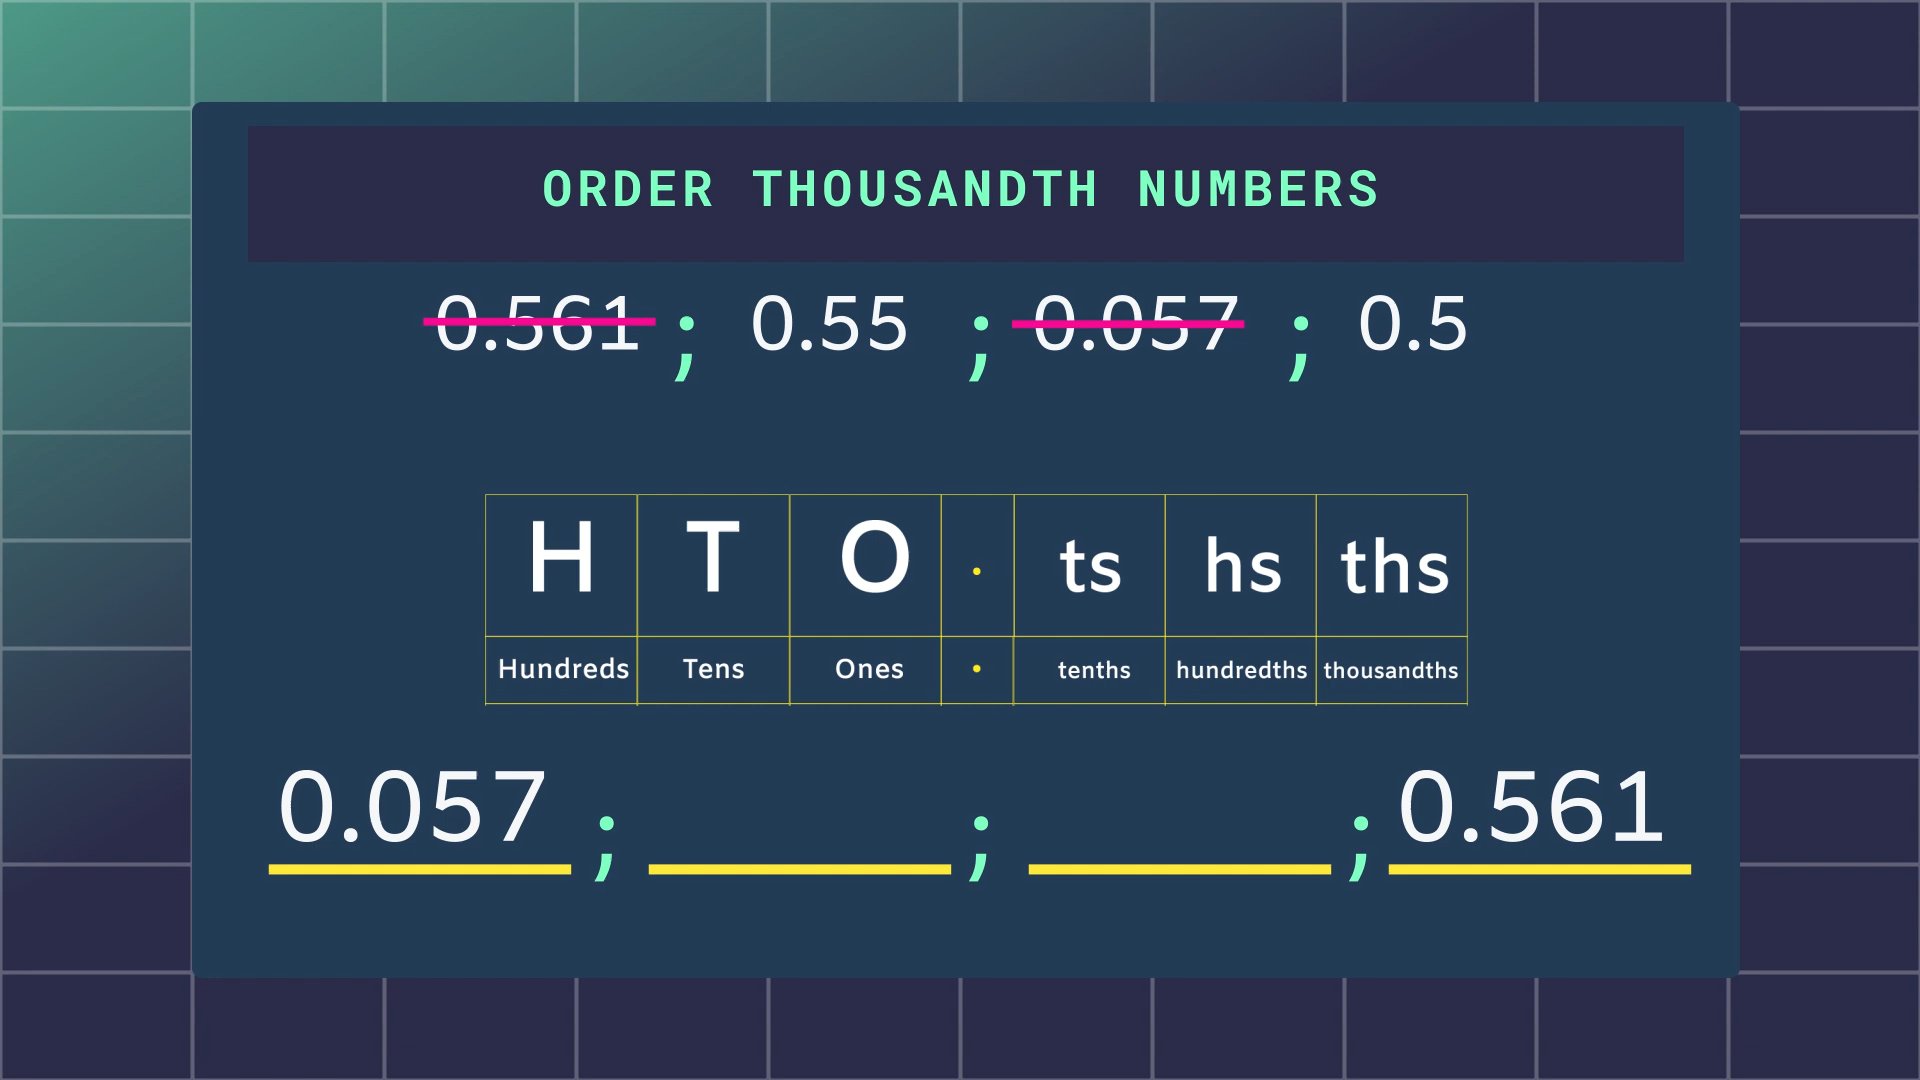 ORDER THOUSANDTH NUMBERS
0.561 ; 0.55 ; 0.057 ; 0.5
H T O . ts hs ths
Hundreds Tens Ones . tenths hundredths thousandths
0.057 ; ; ; 0.561